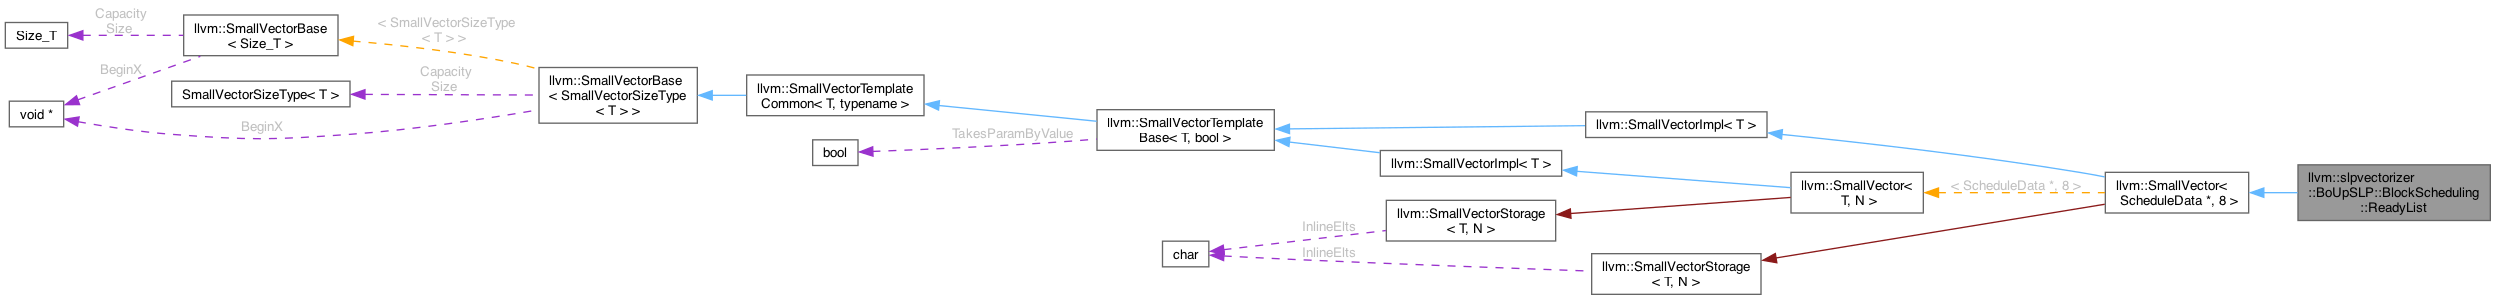 Size_T
Capacity
Size
llvm::SmallVectorBase
< Size_T >
< SmallVectorSizeType
< T > >
BeginX
void *
SmallVectorSizeType< T >
Capacity
Size
BeginX
llvm::SmallVectorBase
< SmallVectorSizeType
< T > >
llvm::SmallVectorTemplate
Common< T, typename >
bool
TakesParamByValue
llvm::SmallVectorTemplate
Base< T, bool >
llvm::SmallVectorImpl< T >
llvm::SmallVectorImpl< T >
char
InlineElts
InlineElts
llvm::SmallVectorStorage
< T, N >
llvm::SmallVectorStorage
< T, N >
llvm::SmallVector<
T, N >
< ScheduleData *, 8 >
llvm::SmallVector<
ScheduleData *, 8 >
llvm::slpvectorizer
::BoUpSLP::BlockScheduling
::ReadyList